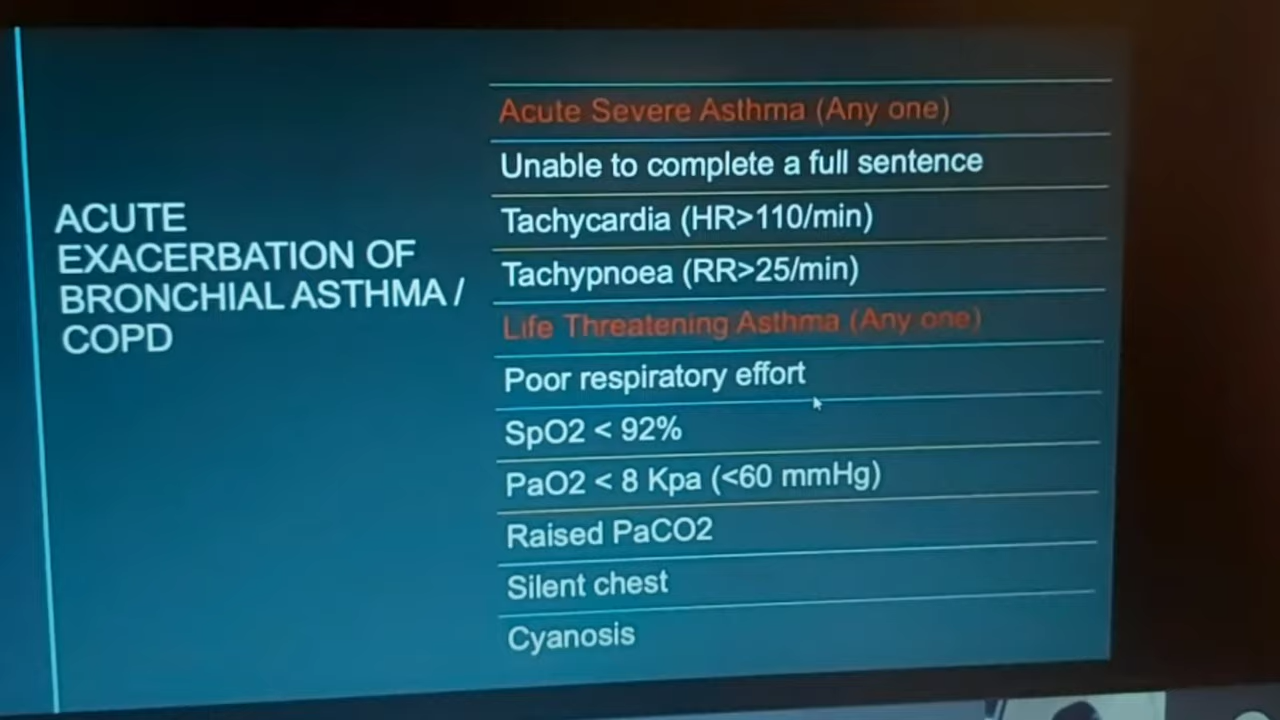 ACUTE
EXACERBATION OF
BRONCHIAL ASTHMA /
COPD
Acute Severe Asthma (Any one)
Unable to complete a full sentence
Tachycardia (HR>110/min)
Tachypnoea (RR>25/min)
Life Threatening Asthma (Any one)
Poor respiratory effort
SpO2 < 92%
PaO2 < 8 Kpa (<60 mmHg)
Raised PaCO2
Silent chest
Cyanosis